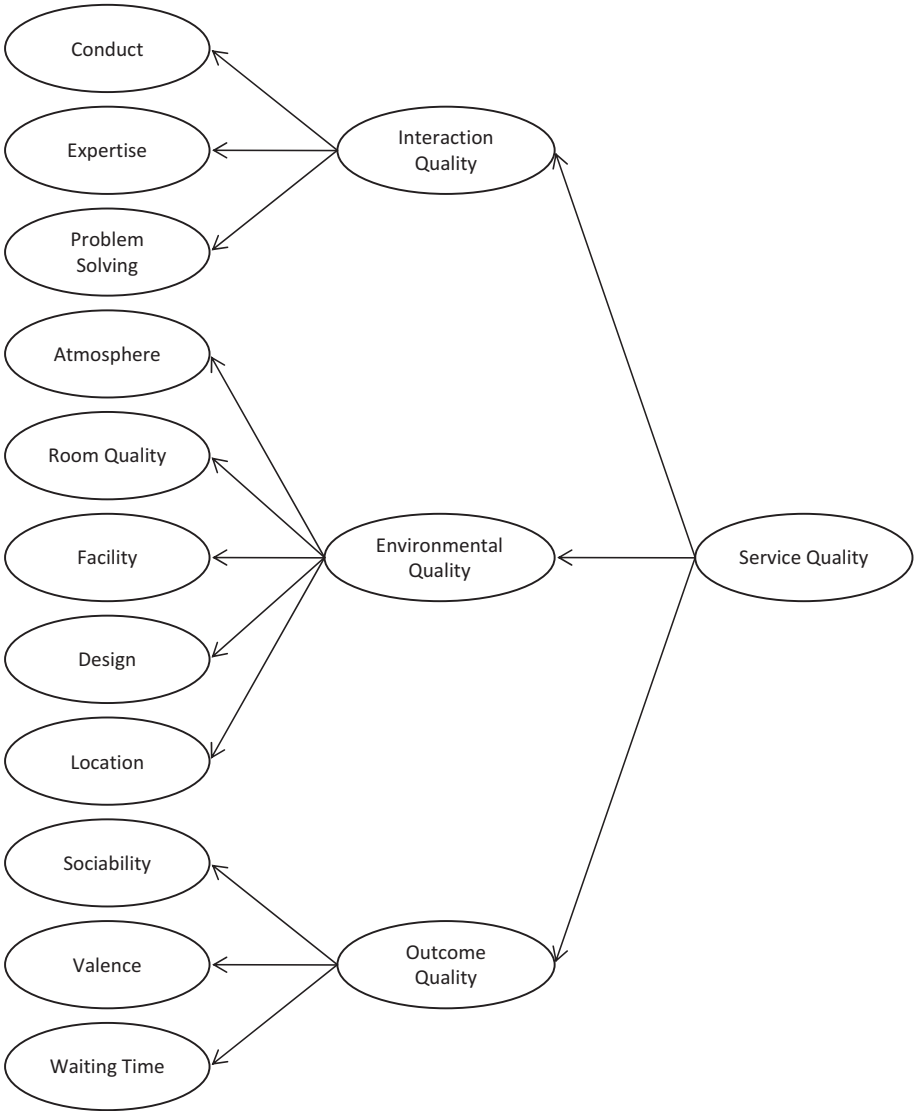 Conduct
Expertise
Problem
Solving
Atmosphere
Room Quality
Facility
Design
Location
Sociability
Valence
Waiting Time
Interaction
Quality
Environmental
Quality
Outcome
Quality
Service Quality